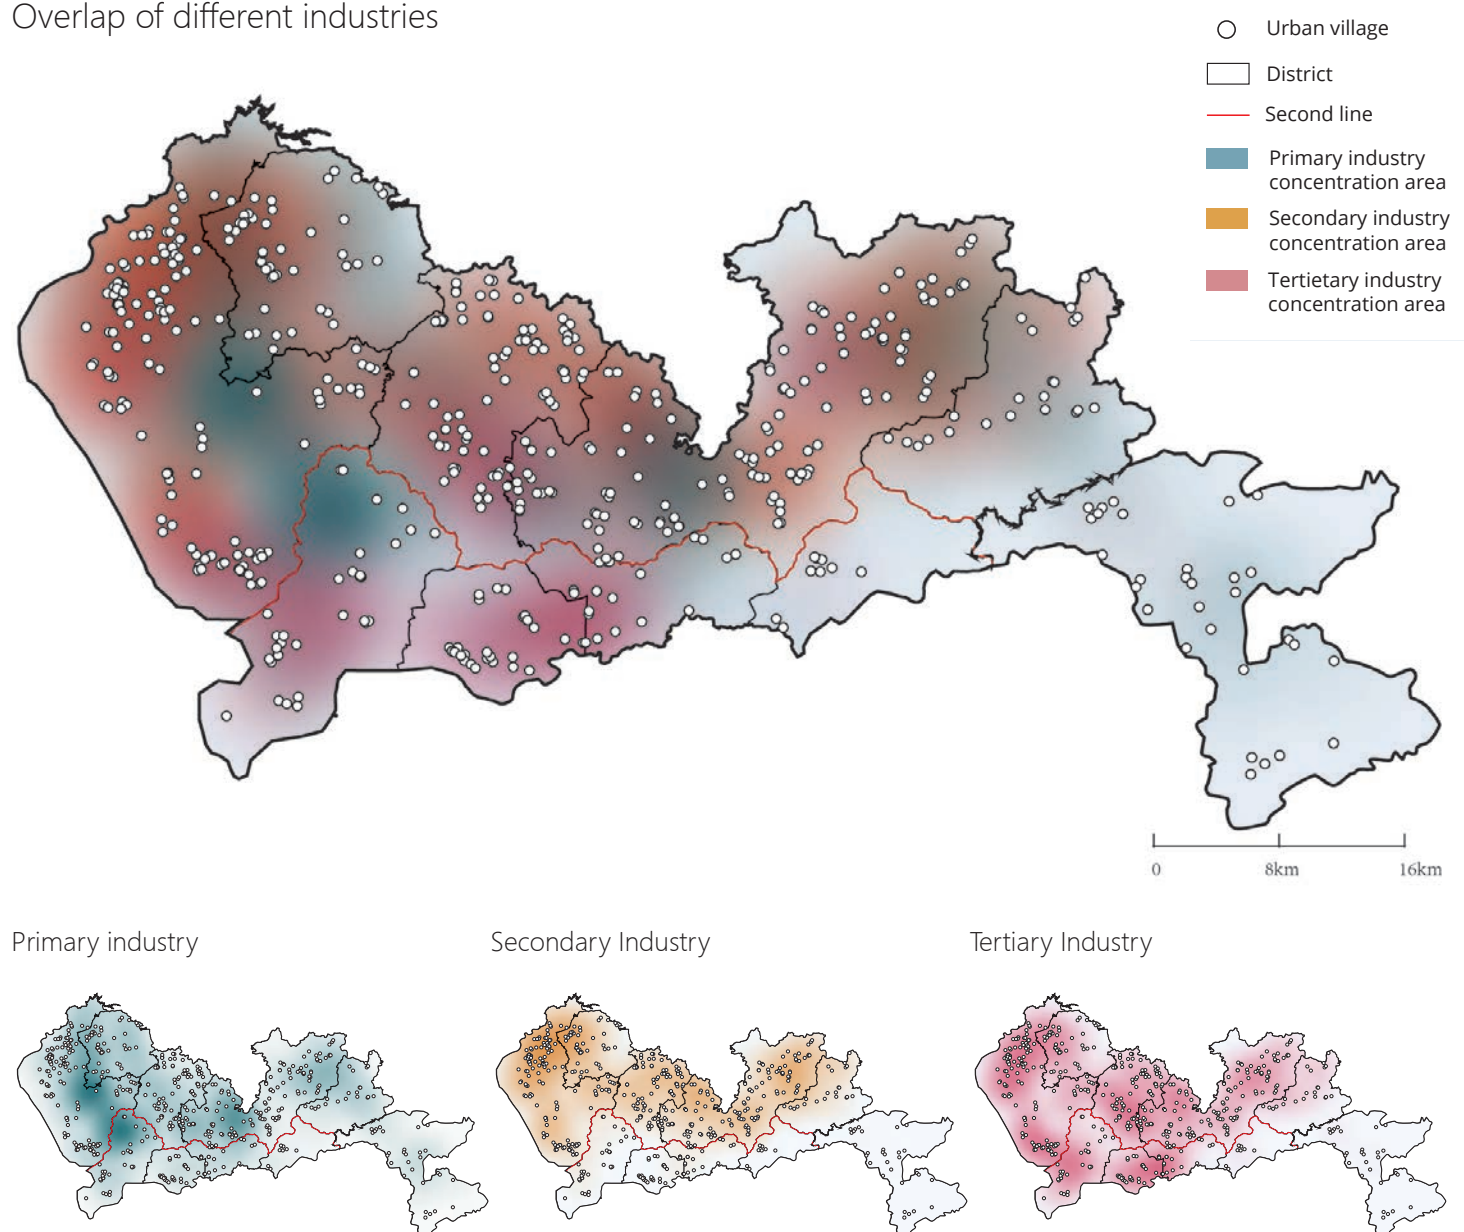 Overlap of different industries
Urban village
District
Second line
Primary industry
concentration area
Secondary industry
concentration area
Tertietary industry
concentration area
0 8km 16km
Primary industry
Secondary Industry
Tertiary Industry